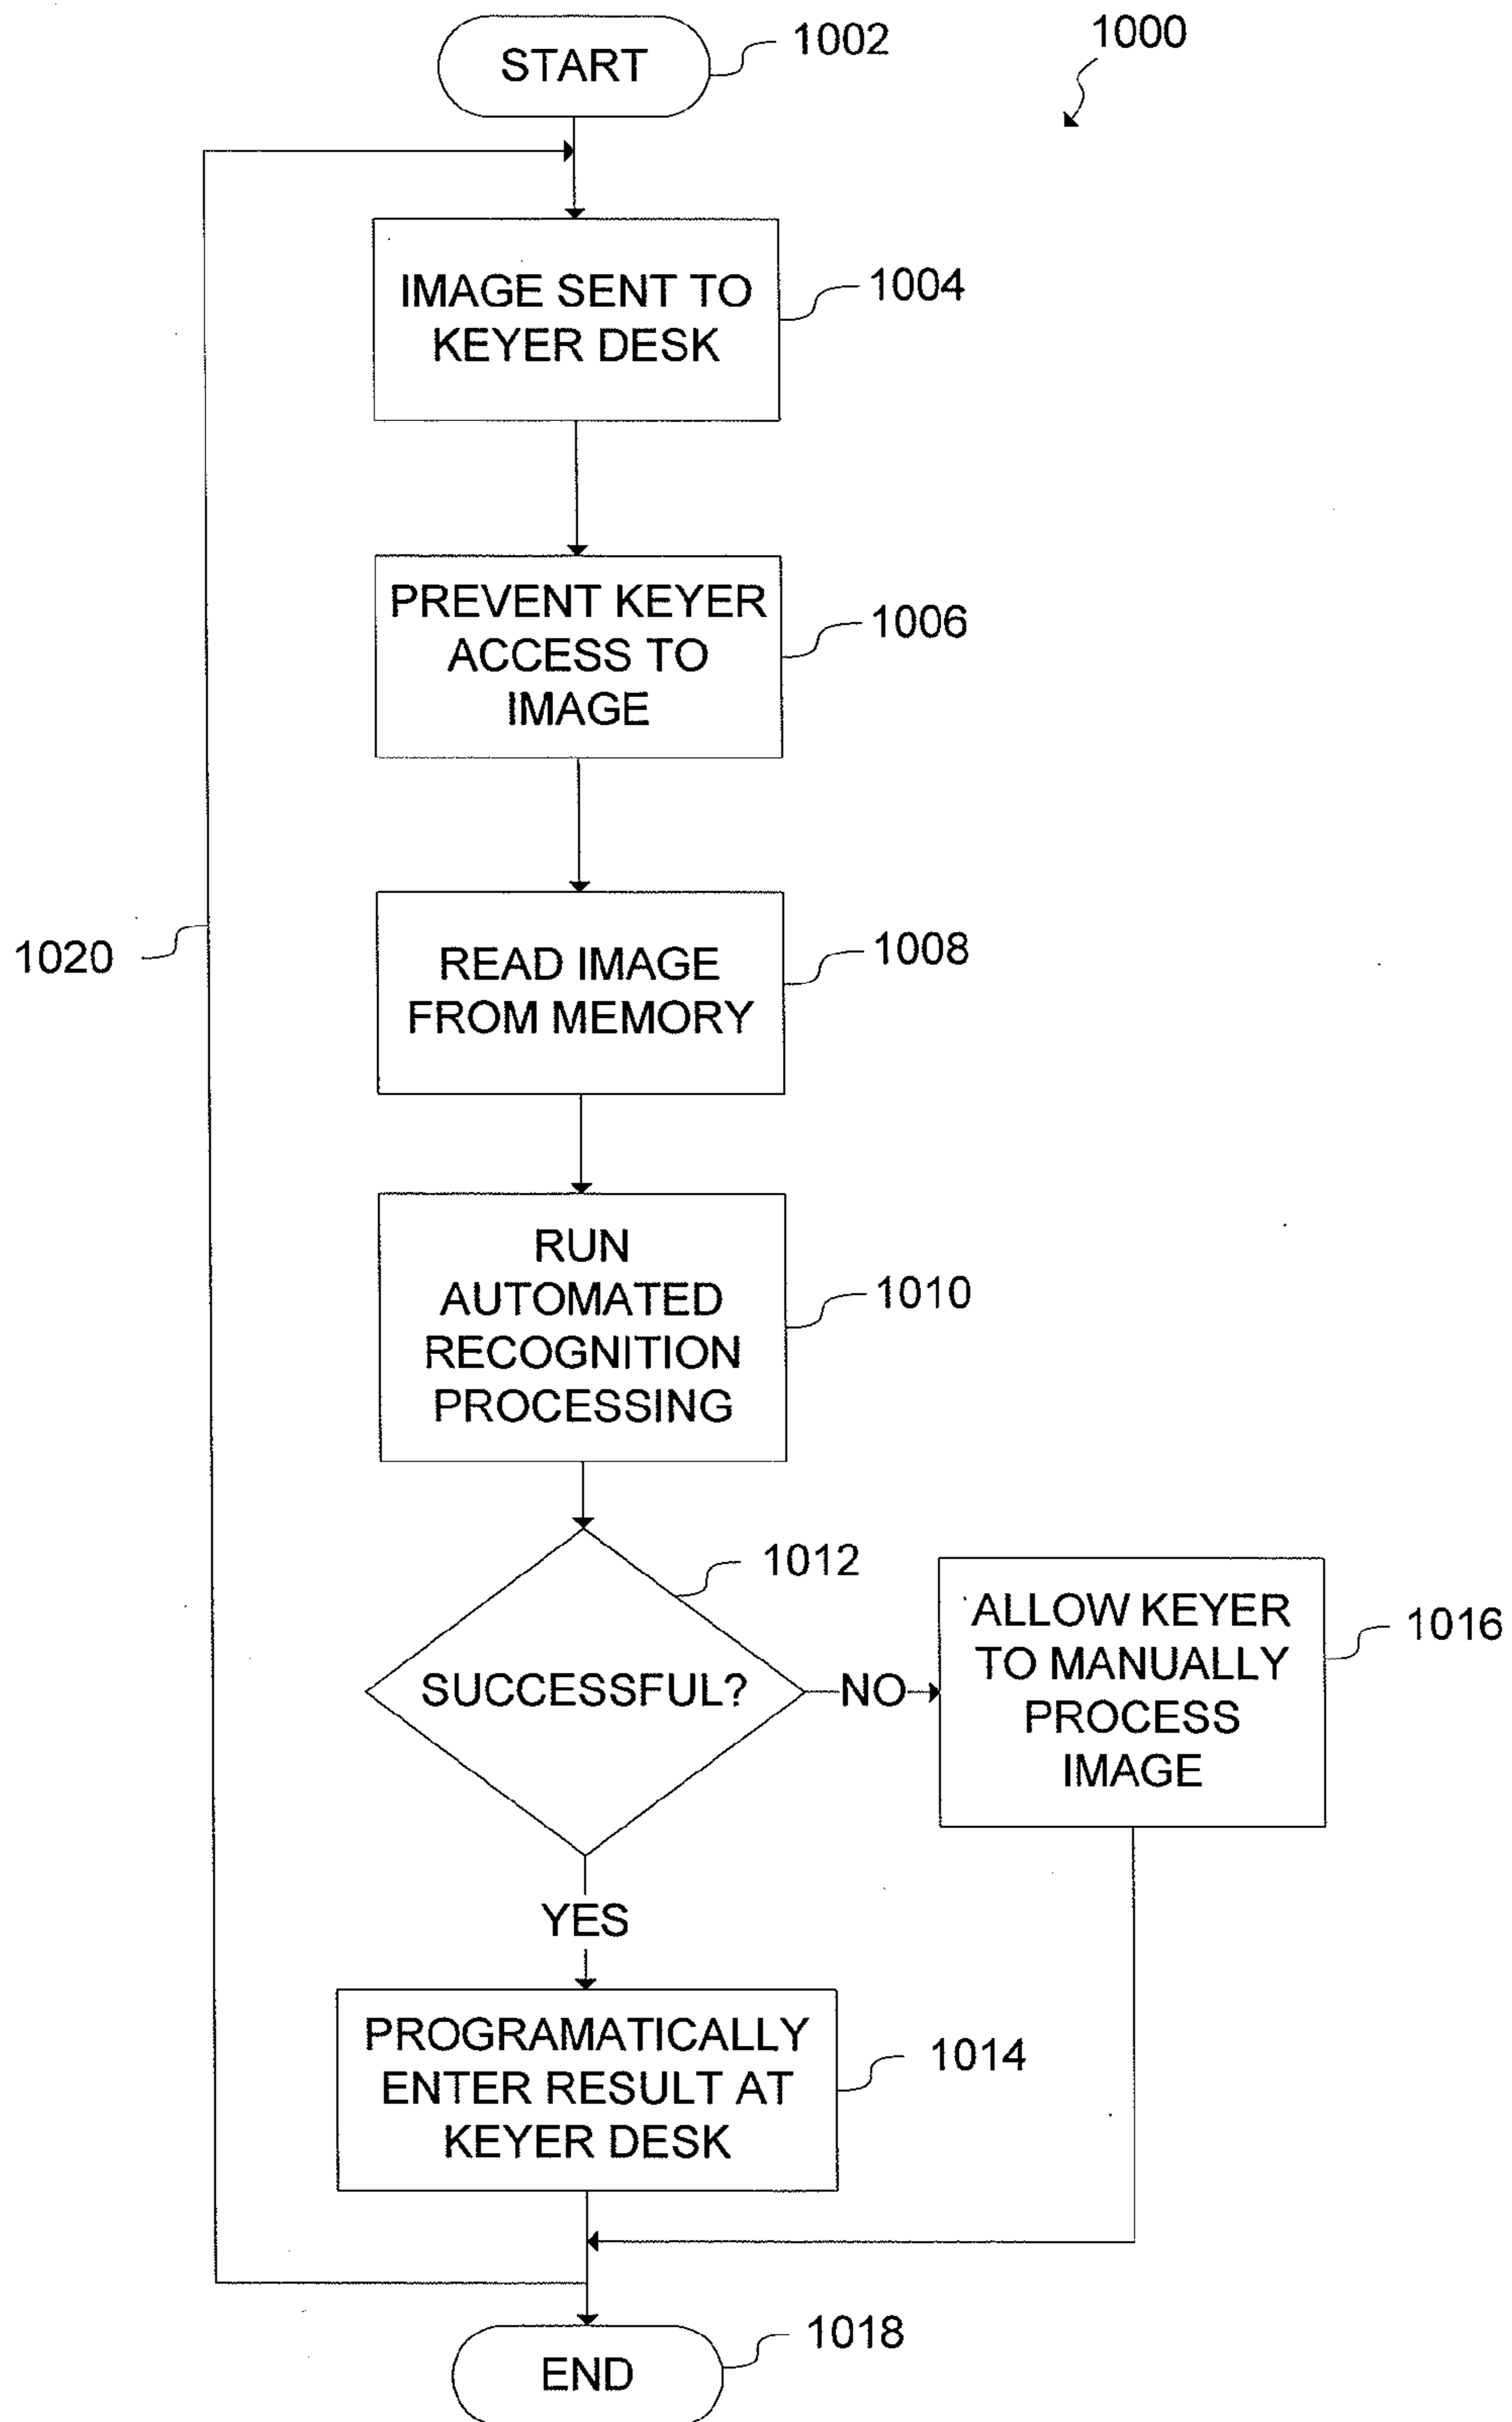 START
1002
1000
IMAGE SENT TO
KEYER DESK
1004
PREVENT KEYER
ACCESS TO
IMAGE
1006
1020
READ IMAGE
FROM MEMORY
1008
RUN
AUTOMATED
RECOGNITION
PROCESSING
1010
1012
SUCCESSFUL?
NO
ALLOW KEYER
TO MANUALLY
PROCESS
IMAGE
1016
YES
PROGRAMATICALLY
ENTER RESULT AT
KEYER DESK
1014
END
1018